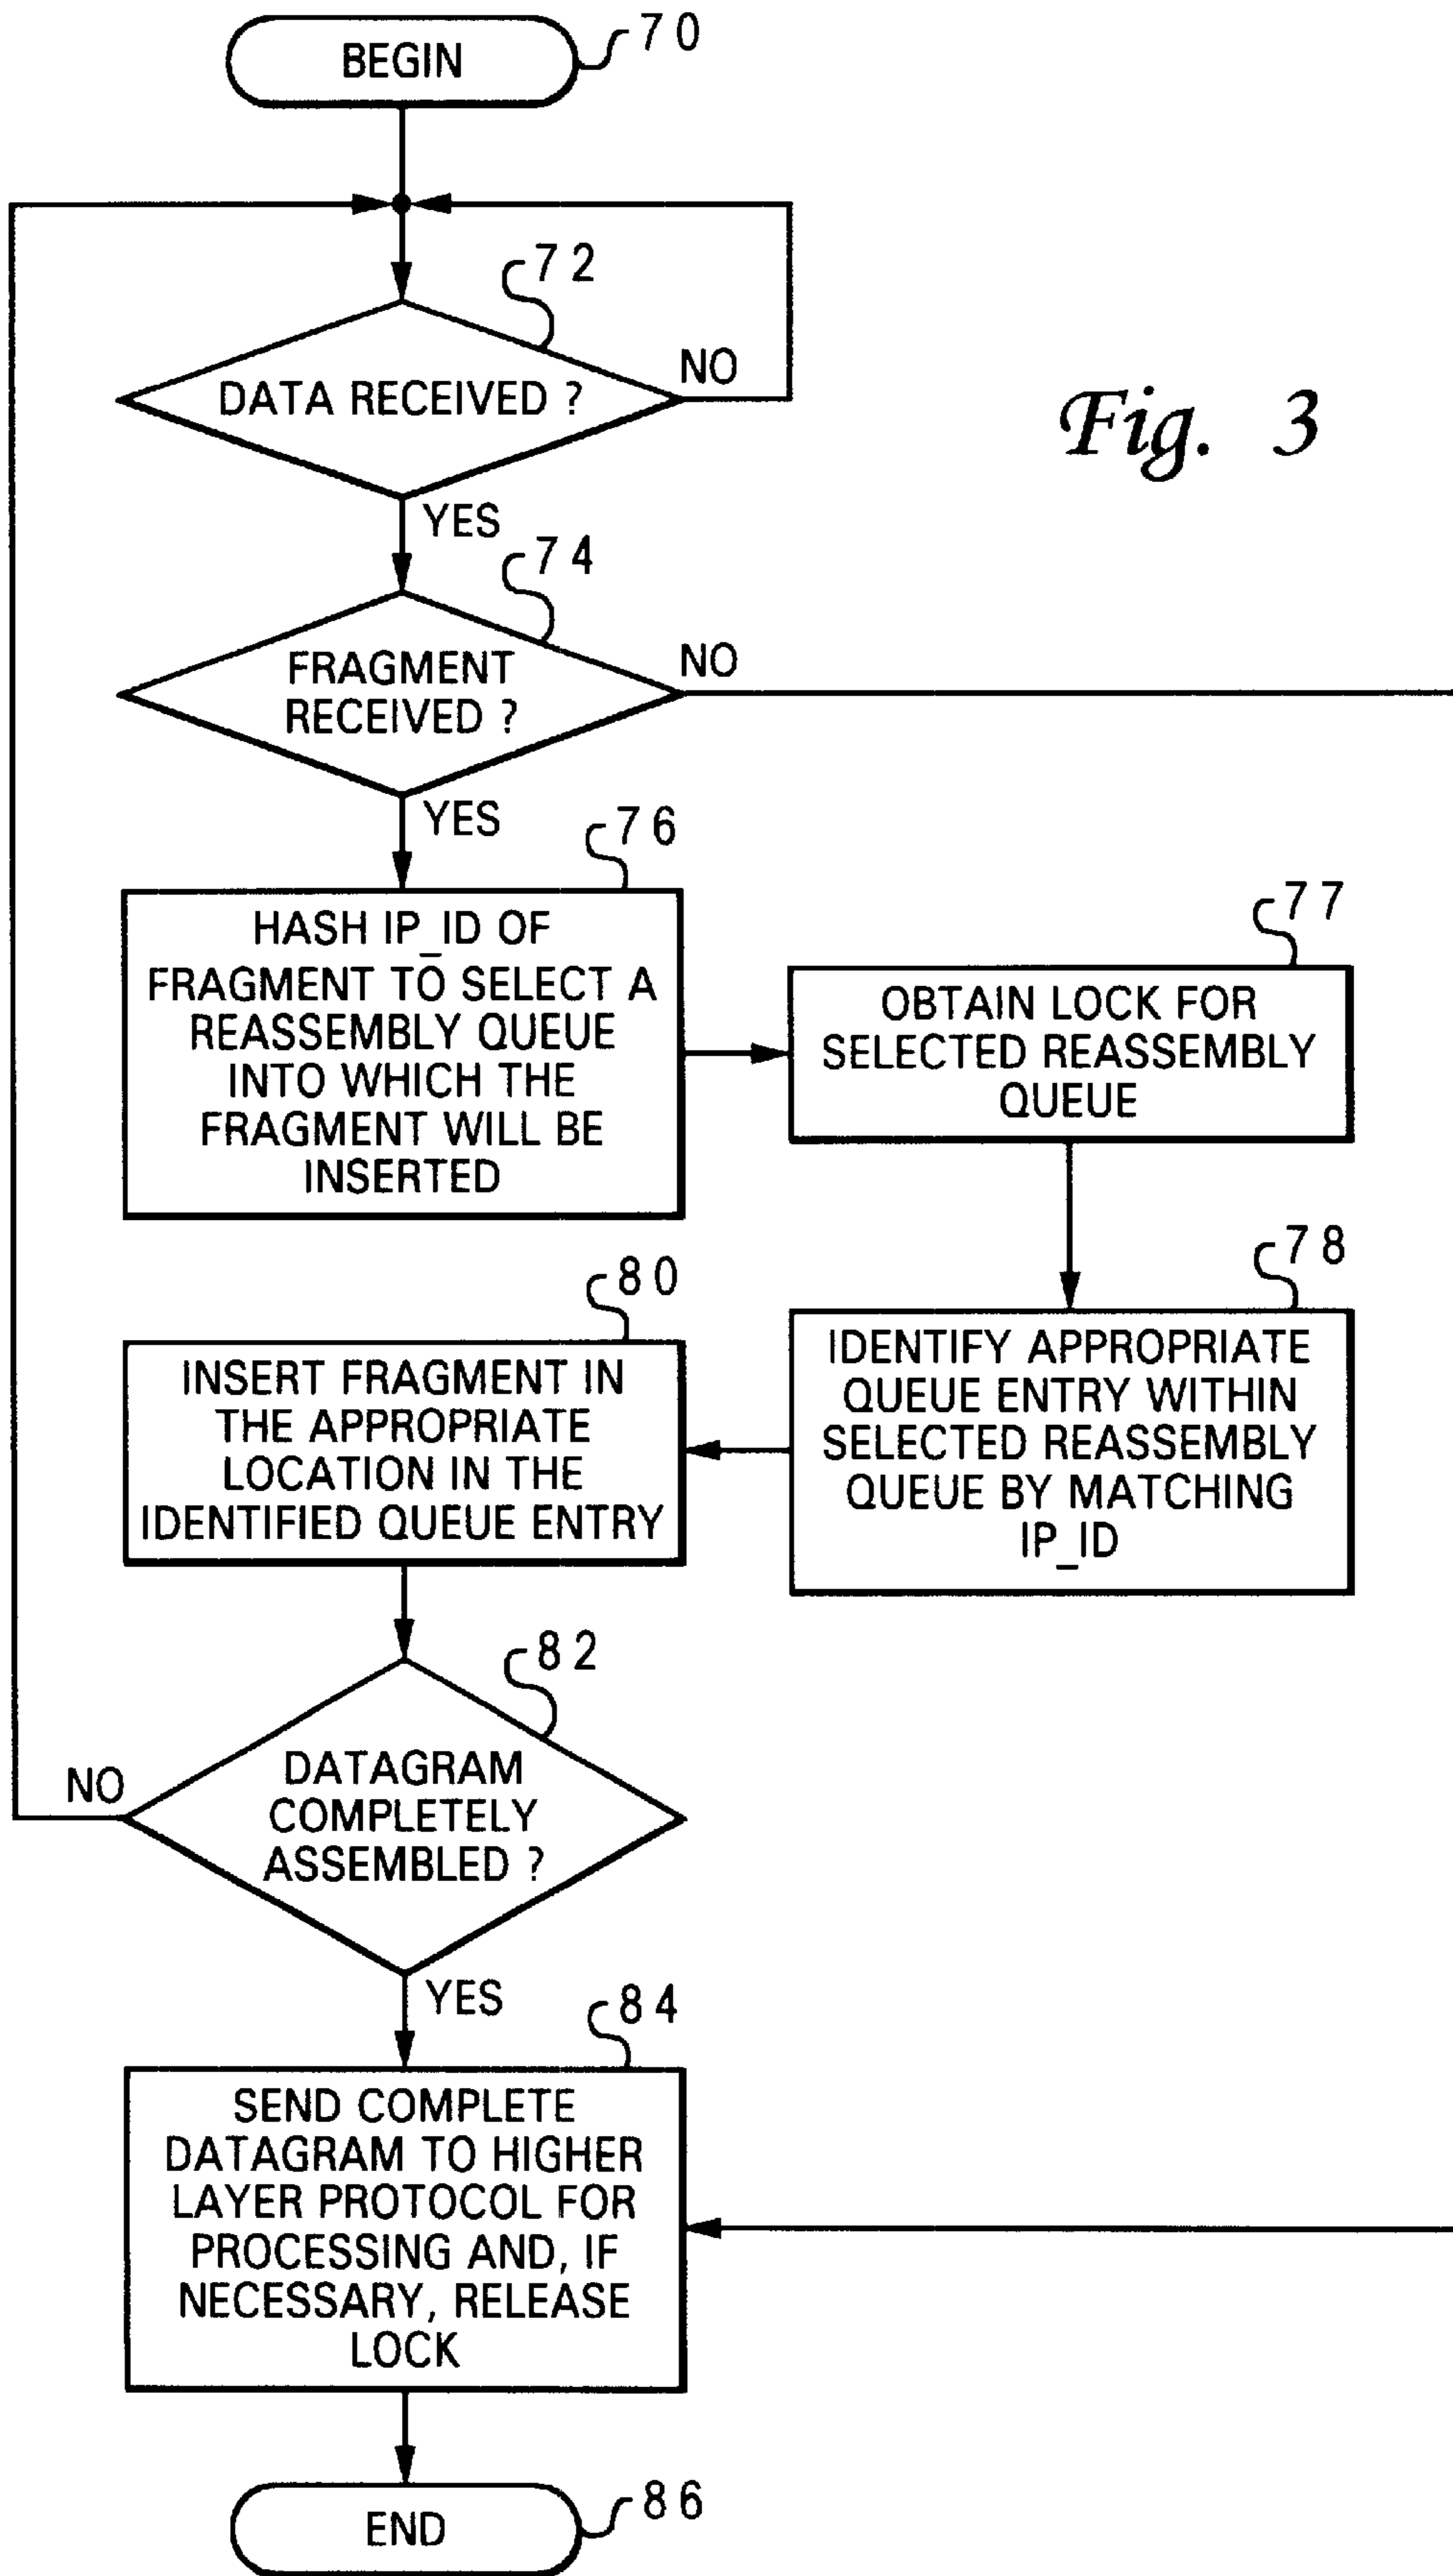 BEGIN
70
72
DATA RECEIVED ?
NO
Fig. 3
YES
74
FRAGMENT
RECEIVED ?
NO
YES
76
HASH IP_ID OF
FRAGMENT TO SELECT A
REASSEMBLY QUEUE
INTO WHICH THE
FRAGMENT WILL BE
INSERTED
77
OBTAIN LOCK FOR
SELECTED REASSEMBLY
QUEUE
78
IDENTIFY APPROPRIATE
QUEUE ENTRY WITHIN
SELECTED REASSEMBLY
QUEUE BY MATCHING
IP_ID
80
INSERT FRAGMENT IN
THE APPROPRIATE
LOCATION IN THE
IDENTIFIED QUEUE ENTRY
82
DATAGRAM
COMPLETELY
ASSEMBLED ?
NO
YES
84
SEND COMPLETE
DATAGRAM TO HIGHER
LAYER PROTOCOL FOR
PROCESSING AND, IF
NECESSARY, RELEASE
LOCK
END
86